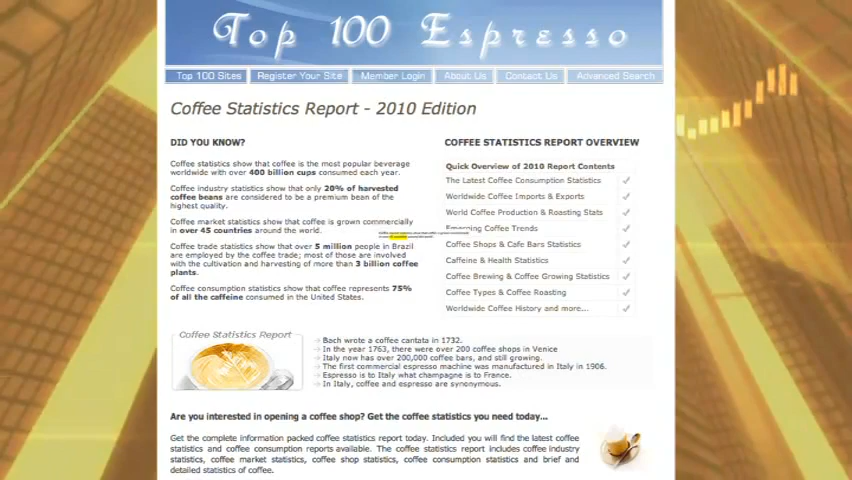 Top 100 Espresso
Top 100 Sites Register Your Site Member Login About Us Contact Us Advanced Search
Coffee Statistics Report - 2010 Edition
DID YOU KNOW?
Coffee statistics show that coffee is the most popular beverage
worldwide with over 400 billion cups consumed each year.
Coffee industry statistics show that only 20% of harvested
coffee beans are considered to be a premium bean of the
highest quality.
Coffee market statistics show that coffee is grown commercially
in over 45 countries around the world.
Coffee trade statistics show that over 5 million people in Brazil
are employed by the coffee trade; most of those are involved
with the cultivation and harvesting of more than 3 billion coffee
plants.
Coffee consumption statistics show that coffee represents 75%
of all the caffeine consumed in the United States.
COFFEE STATISTICS REPORT OVERVIEW
Quick Overview of 2010 Report Contents
The Latest Coffee Consumption Statistics
Worldwide Coffee Imports & Exports
World Coffee Production & Roasting Stats
Emerging Coffee Trends
Coffee Shops & Cafe Bars Statistics
Caffeine & Health Statistics
Coffee Brewing & Coffee Growing Statistics
Coffee Types & Coffee Roasting
Worldwide Coffee History and more...
Coffee Statistics Report
Bach wrote a coffee cantata in 1732.
In the year 1763, there were over 200 coffee shops in Venice
Italy now has over 200,000 coffee bars, and still growing.
The first commercial espresso machine was manufactured in Italy in 1906.
Espresso is to Italy what champagne is to France.
In Italy, coffee and espresso are synonymous.
Are you interested in opening a coffee shop? Get the coffee statistics you need today...
Get the complete information packed coffee statistics report today. Included you will find the latest coffee
statistics and coffee consumption reports available. The coffee statistics report includes coffee industry
statistics, coffee market statistics, coffee shop statistics, coffee consumption statistics and brief and
detailed statistics of coffee.